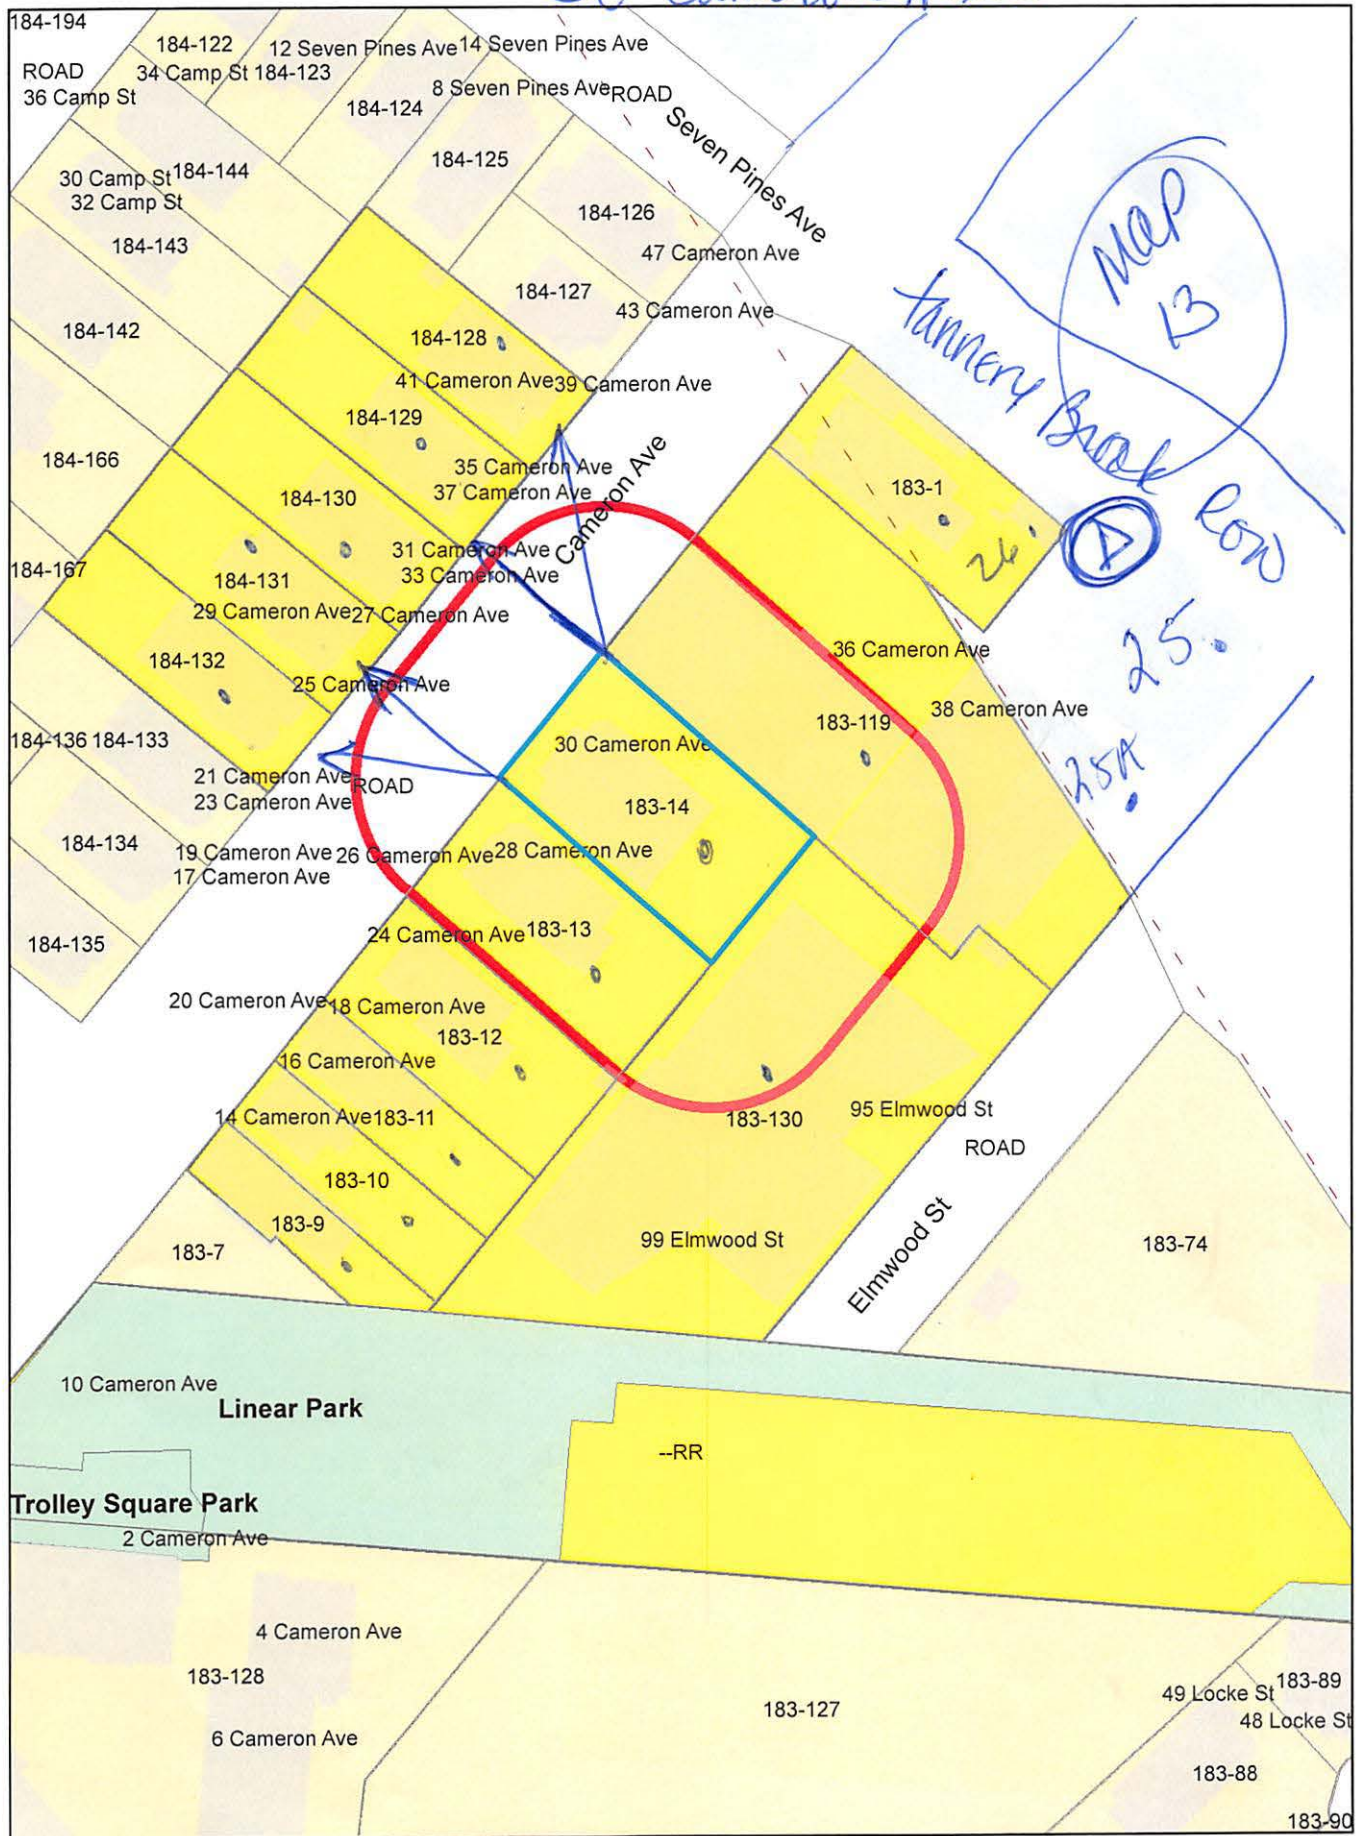 184-194
184-122
12 Seven Pines Ave
14 Seven Pines Ave
ROAD
34 Camp St
184-123
36 Camp St
184-124
8 Seven Pines Ave
ROAD
Seven Pines Ave
184-125
30 Camp St
184-144
32 Camp St
184-126
184-143
47 Cameron Ave
184-127
43 Cameron Ave
184-142
184-128
Map
13
tannery Brook Row
41 Cameron Ave
39 Cameron Ave
184-129
184-166
35 Cameron Ave
37 Cameron Ave
Cameron Ave
184-130
183-1
26
31 Cameron Ave
33 Cameron Ave
184-167
184-131
29 Cameron Ave
27 Cameron Ave
36 Cameron Ave
25
184-132
25 Cameron Ave
38 Cameron Ave
183-119
184-136
184-133
30 Cameron Ave
25A
21 Cameron Ave
ROAD
23 Cameron Ave
183-14
184-134
19 Cameron Ave
26 Cameron Ave
28 Cameron Ave
17 Cameron Ave
184-135
24 Cameron Ave
183-13
20 Cameron Ave
18 Cameron Ave
183-12
16 Cameron Ave
14 Cameron Ave
183-11
183-130
95 Elmwood St
ROAD
183-10
183-9
183-7
99 Elmwood St
Elmwood St
183-74
10 Cameron Ave
Linear Park
--RR
Trolley Square Park
2 Cameron Ave
4 Cameron Ave
183-128
183-127
6 Cameron Ave
49 Locke St
183-89
48 Locke St
183-88
183-90